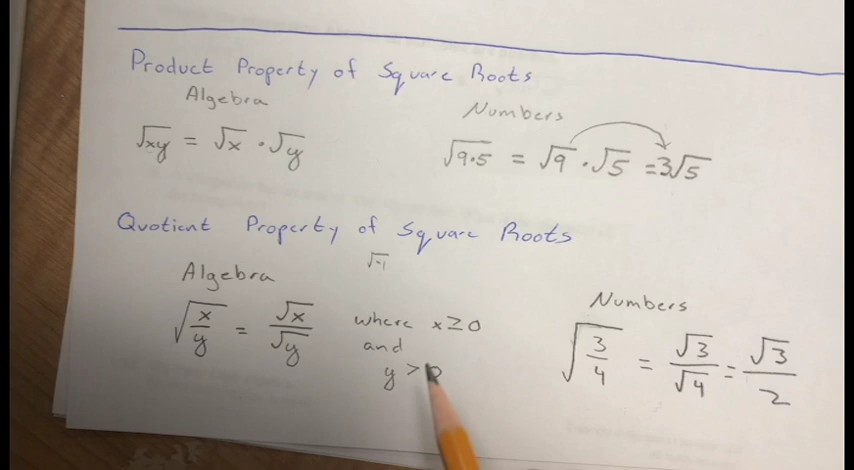 Product Property of Square Roots
Algebra
Numbers
√xy = √x · √y
√9·5 = √9 · √5 = 3√5
Quotient Property of Square Roots
√-1
Algebra
Numbers
√(x/y) = √x/√y where x ≥ 0
and
y >
√(3/4) = √3/√4 = √3/2